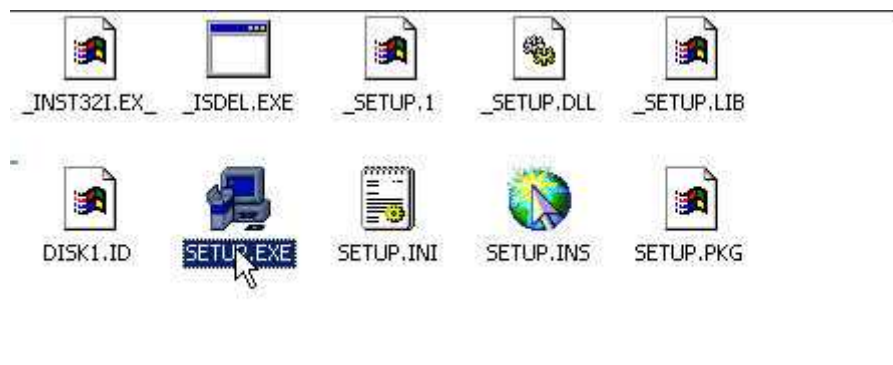 _INST32I.EX_ _ISDEL.EXE _SETUP.1 _SETUP.DLL _SETUP.LIB
DISK1.ID SETUP.EXE SETUP.INI SETUP.INS SETUP.PKG